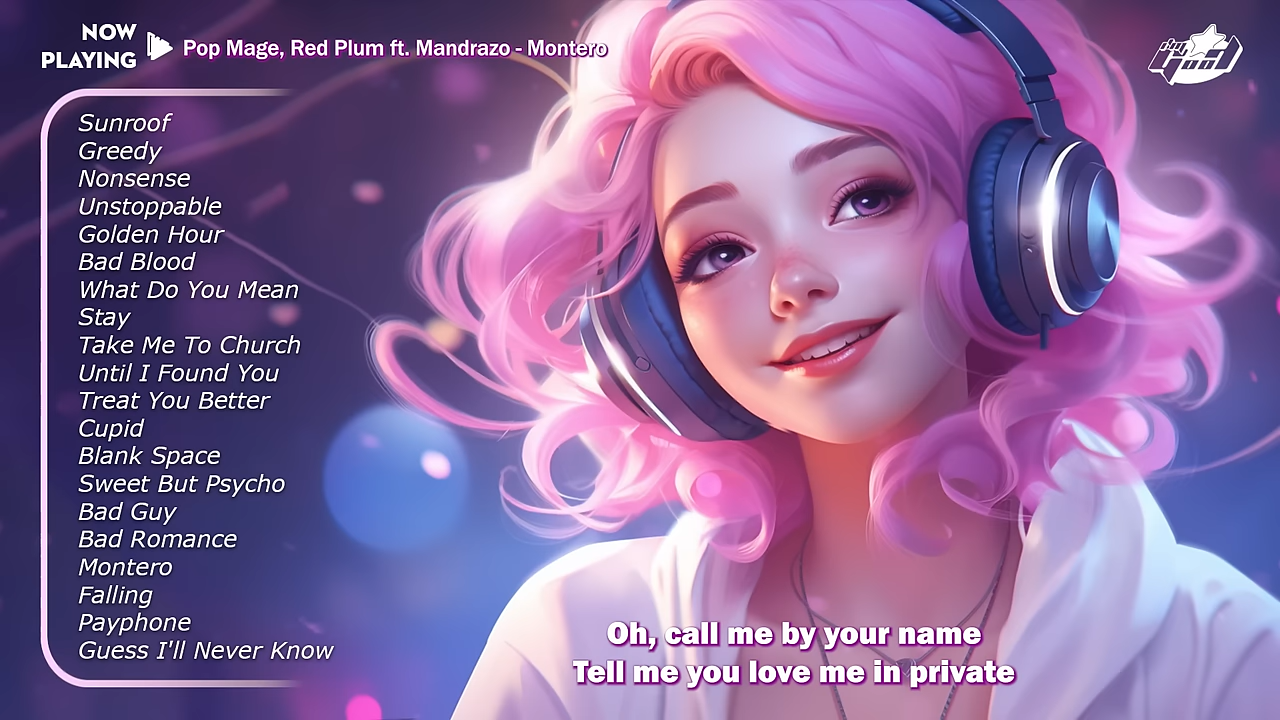 NOW
PLAYING
Pop Mage, Red Plum ft. Mandrazo - Montero
Sunroof
Greedy
Nonsense
Unstoppable
Golden Hour
Bad Blood
What Do You Mean
Stay
Take Me To Church
Until I Found You
Treat You Better
Cupid
Blank Space
Sweet But Psycho
Bad Guy
Bad Romance
Montero
Falling
Payphone
Guess I'll Never Know
Oh, call me by your name
Tell me you love me in private